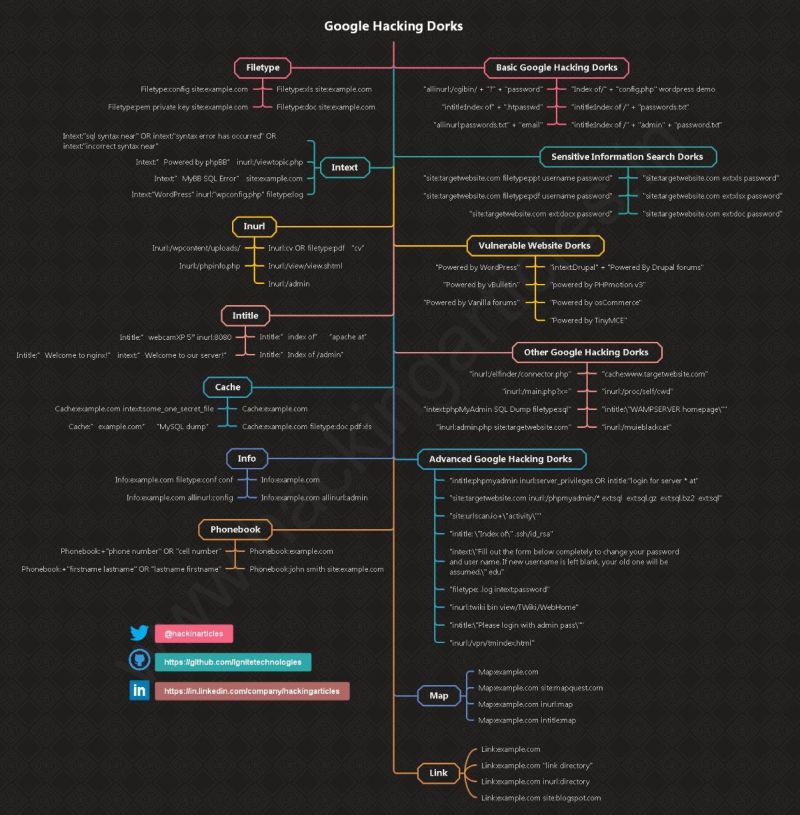 Google Hacking Dorks
Filetype
Filetype:config site:example.com
Filetype:xls site:example.com
Filetype:pem private key site:example.com
Filetype:doc site:example.com
Intext
Intext:"sql syntax near" OR intext:"syntax error has occurred" OR
intext:"incorrect syntax near"
Intext:" Powered by phpBB" inurl:/viewtopic.php
Intext:" MyBB SQL Error" site:example.com
Intext:"WordPress" inurl:"wpconfig.php" filetype:log
Inurl
Inurl:/wpcontent/uploads/
Inurl:cv OR filetype:pdf "cv"
Inurl:/phpinfo.php
Inurl:/view/view.shtml
Inurl:/admin
Intitle
Intitle:" webcamXP 5" inurl:8080
Intitle:" index of" "apache at"
Intitle:" Welcome to nginx!" intext:" Welcome to our server!"
Intitle:" Index of /admin"
Cache
Cache:example.com intext:some_one_secret_file
Cache:example.com
Cache:" example.com" "MySQL dump"
Cache:example.com filetype:doc pdf:xls
Info
Info:example.com filetype:conf conf
Info:example.com
Info:example.com allinurl:config
Info:example.com allinurl:admin
Phonebook
Phonebook:+"phone number" OR "cell number"
Phonebook:example.com
Phonebook:+"firstname lastname" OR "lastname firstname"
Phonebook:john smith site:example.com
Basic Google Hacking Dorks
"allinurl:/cgibin/ + "?" + "password"
"Index of/" + "config.php" wordpress demo
"intitleIndex of" + ".htpasswd"
"intitleIndex of /" + "passwords.txt"
"allinurl:passwords.txt" + "email"
"intitleIndex of /" + "admin" + "password.txt"
Sensitive Information Search Dorks
"site:targetwebsite.com filetype:ppt username password"
"site:targetwebsite.com ext:xls password"
"site:targetwebsite.com filetype:pdf username password"
"site:targetwebsite.com ext:xlsx password"
"site:targetwebsite.com ext:docx password"
"site:targetwebsite.com ext:doc password"
Vulnerable Website Dorks
"Powered by WordPress"
"intext:Drupal" + "Powered By Drupal forums"
"Powered by vBulletin"
"powered by PHPmotion v3"
"Powered by Vanilla forums"
"Powered by osCommerce"
"Powered by TinyMCE"
Other Google Hacking Dorks
"inurl:/elfinder/connector.php"
"cache:www.targetwebsite.com"
"inurl:/main.php?x="
"inurl:/proc/self/cwd"
"intext:phpMyAdmin SQL Dump filetype:sql"
"intitle:\"WAMPSERVER homepage\""
"inurl:admin.php site:targetwebsite.com"
"inurl:/muieblackcat"
Advanced Google Hacking Dorks
"intitle:phpmyadmin inurl:server_privileges OR intitle:"login for server * at"
"site:targetwebsite.com inurl:/phpmyadmin/* ext:sql ext:sql.gz ext:sql.bz2 ext:sql"
"site:urlscan.io+\"activity\""
"intitle: \"Index of\" .ssh/id_rsa"
"intext:\"Fill out the form below completely to change your password
and user name. If new username is left blank, your old one will be
assumed.\" edu"
"filetype: .log intext:password"
"inurl:twiki bin view/TWiki/WebHome"
"intitle:\"Please login with admin pass\""
"inurl:/vpn/tmindex.html"
Map
Map:example.com
Map:example.com site:mapquest.com
Map:example.com inurl:map
Map:example.com intitle:map
Link
Link:example.com
Link:example.com "link directory"
Link:example.com inurl:directory
Link:example.com site:blogspot.com
@hackinarticles
https://github.com/Ignitetechnologies
in
https://in.linkedin.com/company/hackingarticles